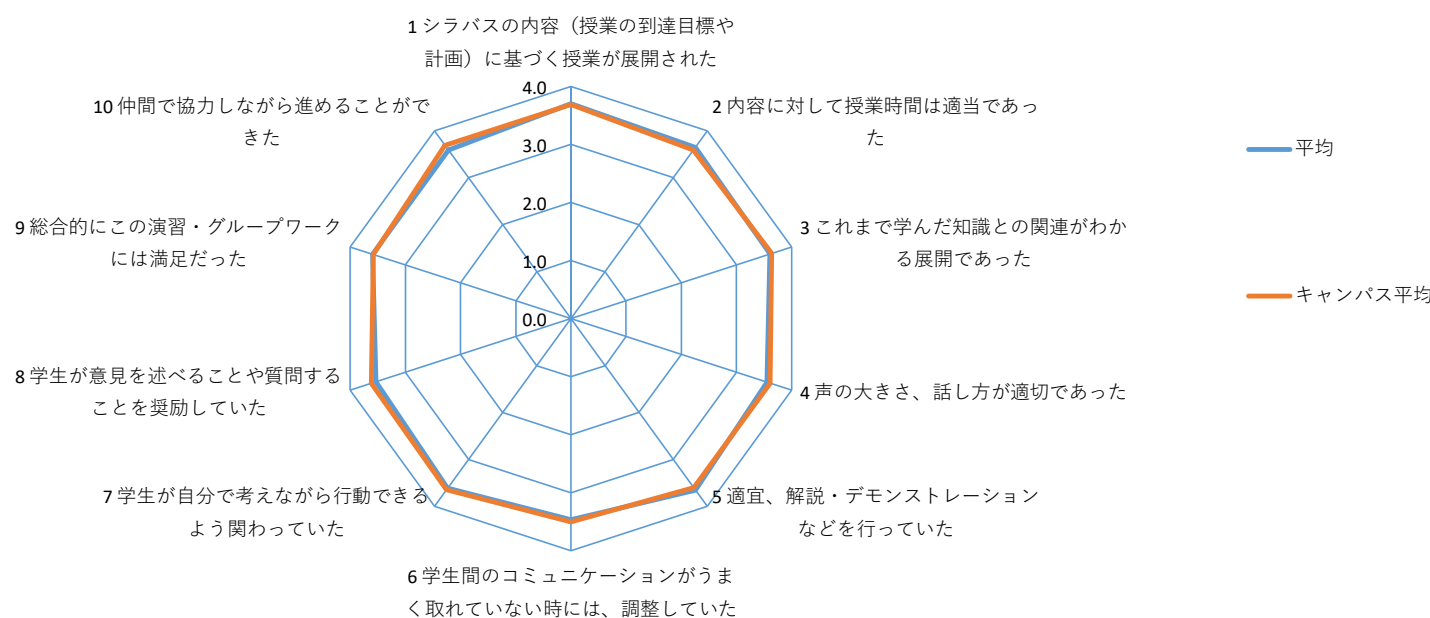 1 シラバスの内容（授業の到達目標や
計画）に基づく授業が展開された
2 内容に対して授業時間は適当であっ
た
3 これまで学んだ知識との関連がわか
る展開であった
4 声の大きさ、話し方が適切であった
5 適宜、解説・デモンストレーション
などを行っていた
6 学生間のコミュニケーションがうま
く取れていない時には、調整していた
7 学生が自分で考えながら行動できる
よう関わっていた
8 学生が意見を述べることや質問する
ことを奨励していた
9 総合的にこの演習・グループワーク
には満足だった
10 仲間で協力しながら進めることがで
きた
4.0
3.0
2.0
1.0
0.0
平均
キャンパス平均